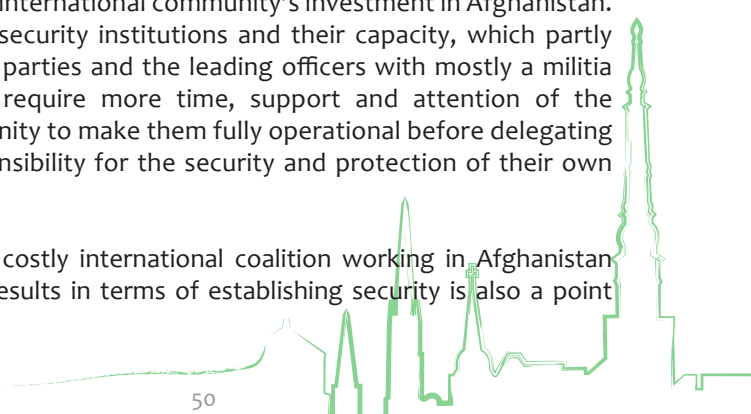 international community's investment in Afghanistan.
security institutions and their capacity, which partly
parties and the leading officers with mostly a militia
require more time, support and attention of the
nity to make them fully operational before delegating
nsibility for the security and protection of their own
costly international coalition working in Afghanistan
esults in terms of establishing security is also a point
50